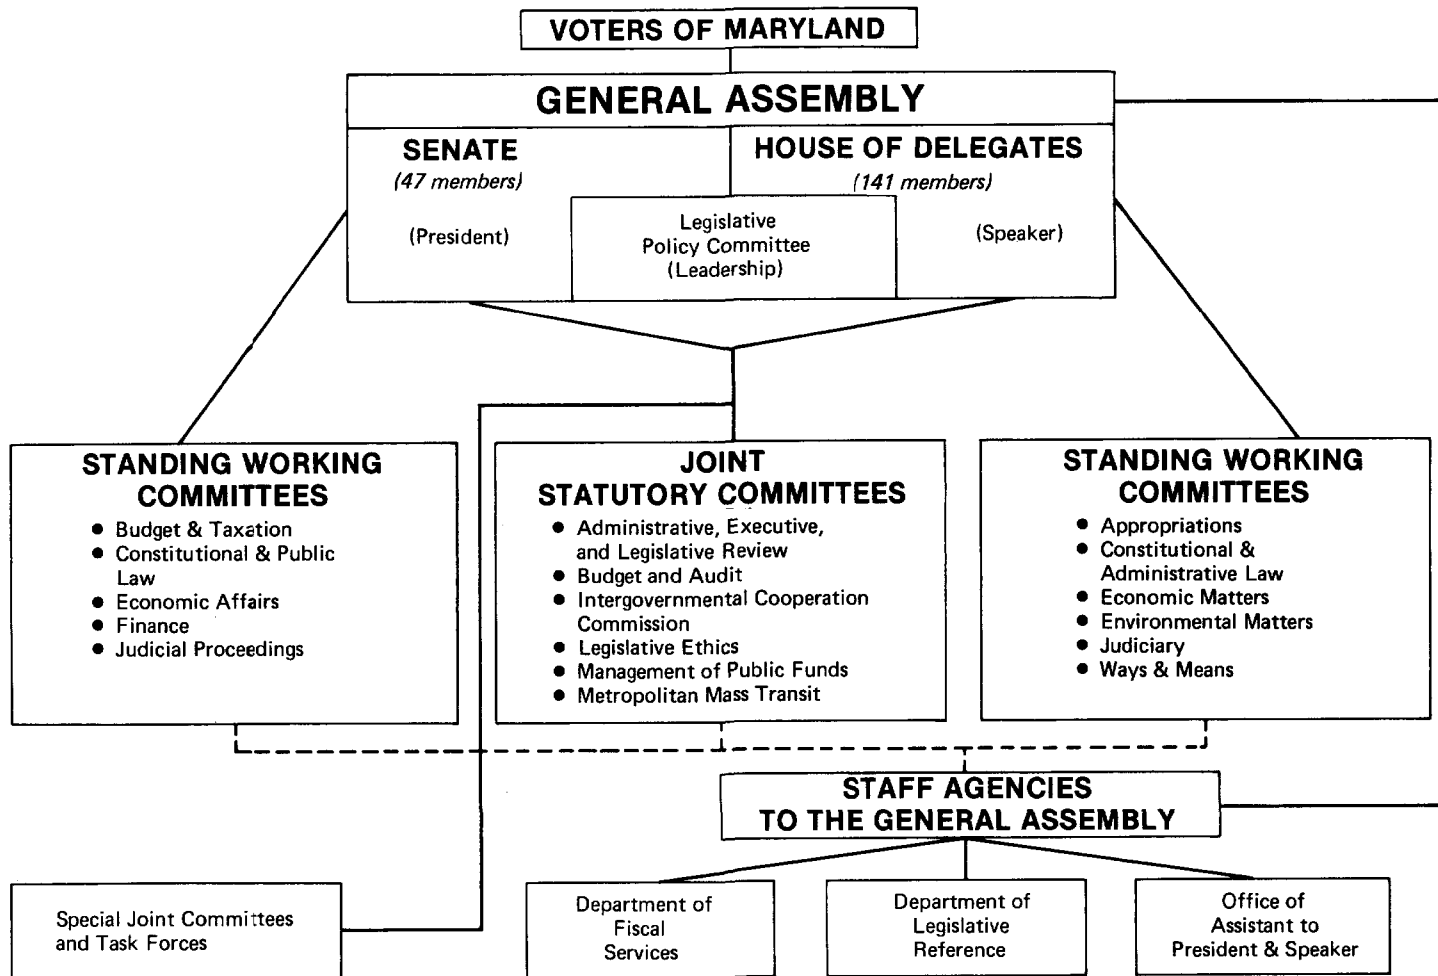 VOTERS OF MARYLAND
GENERAL ASSEMBLY
SENATE
(47 members)
(President)
HOUSE OF DELEGATES
(141 members)
(Speaker)
Legislative
Policy Committee
(Leadership)
STANDING WORKING
COMMITTEES
● Budget & Taxation
● Constitutional & Public
Law
● Economic Affairs
● Finance
● Judicial Proceedings
JOINT
STATUTORY COMMITTEES
● Administrative, Executive,
and Legislative Review
● Budget and Audit
● Intergovernmental Cooperation
Commission
● Legislative Ethics
● Management of Public Funds
● Metropolitan Mass Transit
STANDING WORKING
COMMITTEES
● Appropriations
● Constitutional &
Administrative Law
● Economic Matters
● Environmental Matters
● Judiciary
● Ways & Means
STAFF AGENCIES
TO THE GENERAL ASSEMBLY
Special Joint Committees
and Task Forces
Department of
Fiscal
Services
Department of
Legislative
Reference
Office of
Assistant to
President & Speaker